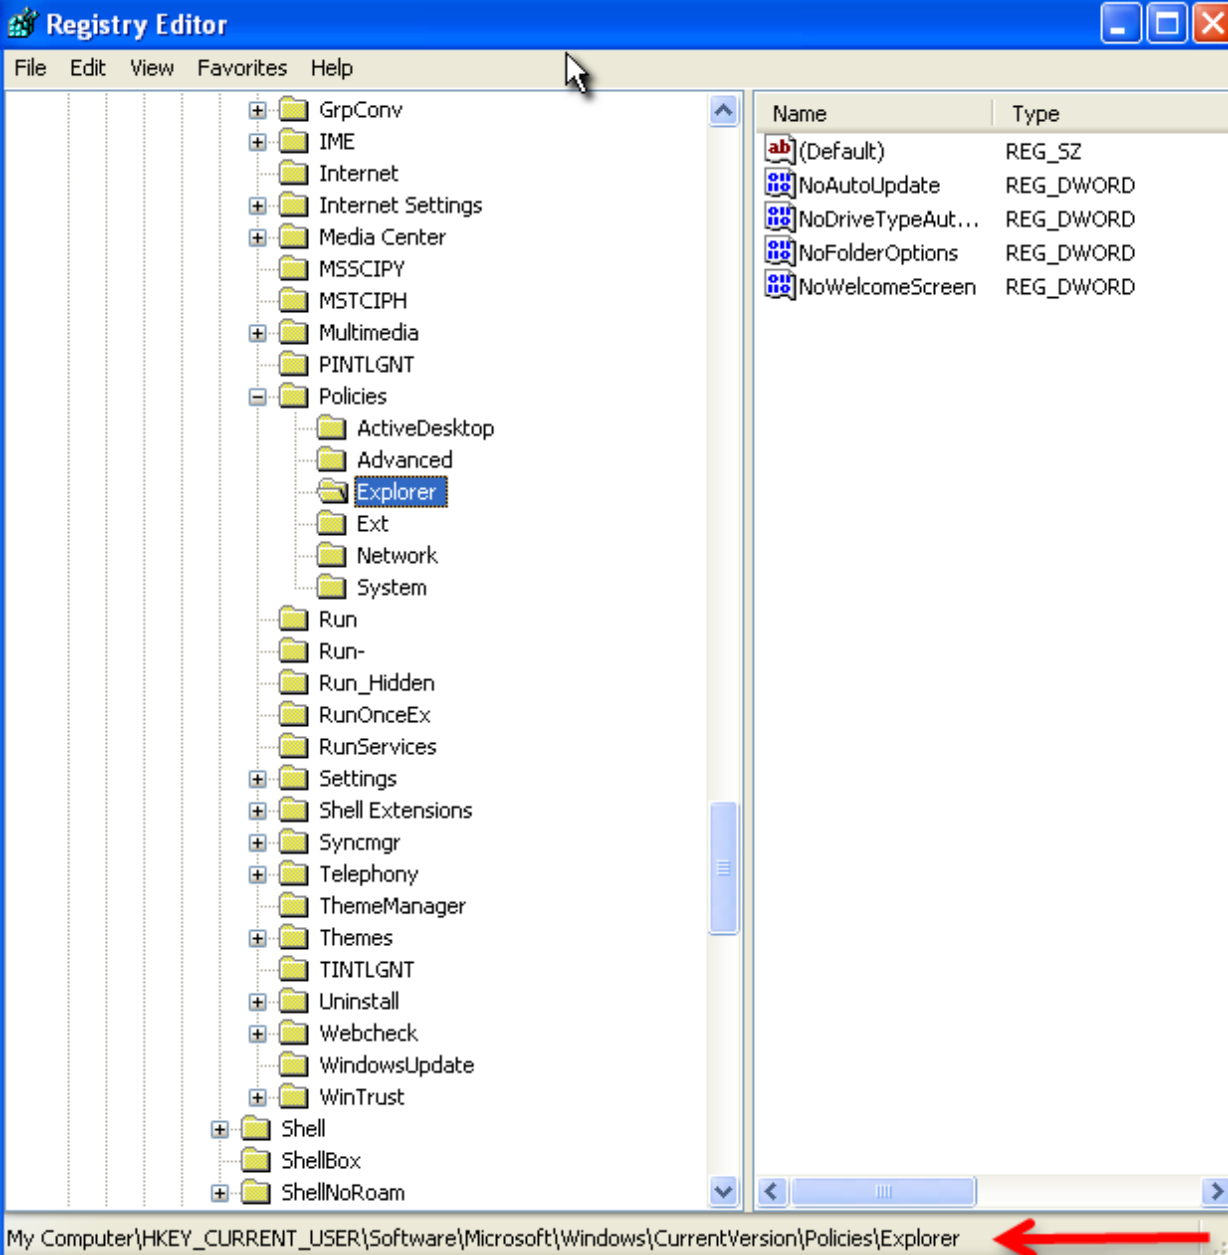 Registry Editor
File Edit View Favorites Help
GrpConv
IME
Internet
Internet Settings
Media Center
MSSCIPY
MSTCIPH
Multimedia
PINTLGNT
Policies
ActiveDesktop
Advanced
Explorer
Ext
Network
System
Run
Run-
Run_Hidden
RunOnceEx
RunServices
Settings
Shell Extensions
Syncmgr
Telephony
ThemeManager
Themes
TINTLGNT
Uninstall
Webcheck
WindowsUpdate
WinTrust
Shell
ShellBox
ShellNoRoam
Name Type
(Default) REG_SZ
NoAutoUpdate REG_DWORD
NoDriveTypeAut... REG_DWORD
NoFolderOptions REG_DWORD
NoWelcomeScreen REG_DWORD
My Computer\HKEY_CURRENT_USER\Software\Microsoft\Windows\CurrentVersion\Policies\Explorer